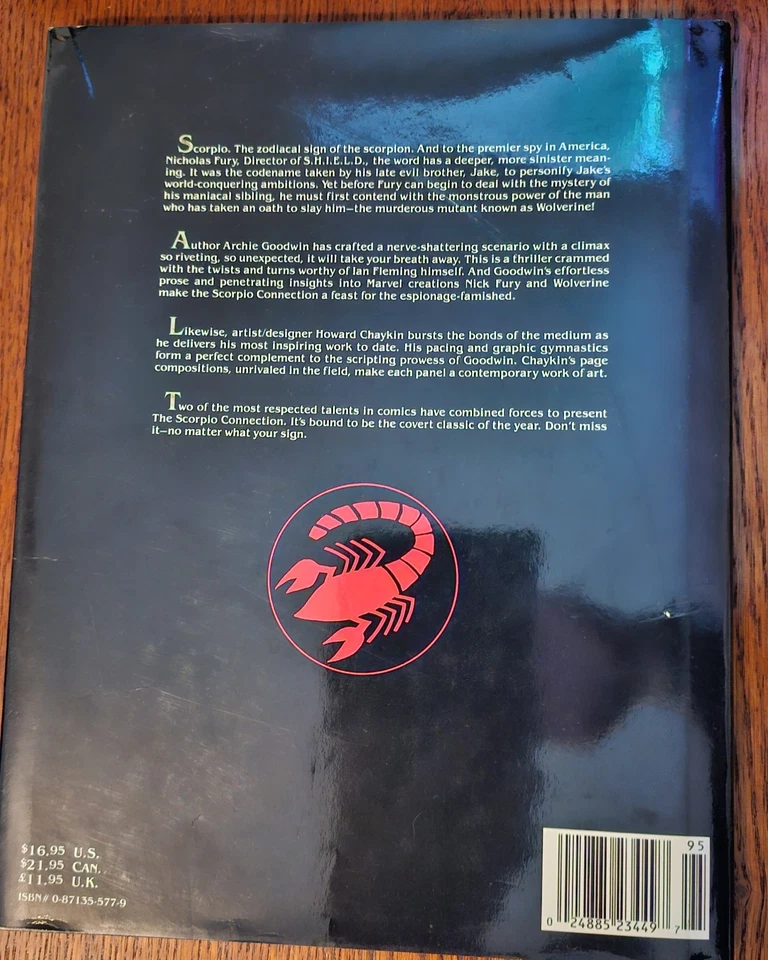 Scorpio. The zodiacal sign of the scorpion. And to the premier spy in America,
Nicholas Fury, Director of S.H.I.E.L.D., the word has a deeper, more sinister mean-
ing. It was the codename taken by his late evil brother, Jake, to personify Jake's
world-conquering ambitions. Yet before Fury can begin to deal with the mystery of
his maniacal sibling, he must first contend with the monstrous power of the man
who has taken an oath to slay him—the murderous mutant known as Wolverine!
Author Archie Goodwin has crafted a nerve-shattering scenario with a climax
so riveting, so unexpected, it will take your breath away. This is a thriller crammed
with the twists and turns worthy of Ian Fleming himself. And Goodwin's effortless
prose and penetrating insights into Marvel creations Nick Fury and Wolverine
make the Scorpio Connection a feast for the espionage-famished.
Likewise, artist/designer Howard Chaykin bursts the bonds of the medium as
he delivers his most inspiring work to date. His pacing and graphic gymnastics
form a perfect complement to the scripting prowess of Goodwin. Chaykin's page
compositions, unrivaled in the field, make each panel a contemporary work of art.
Two of the most respected talents in comics have combined forces to present
The Scorpio Connection. It's bound to be the covert classic of the year. Don't miss
it—no matter what your sign.
$16.95 U.S.
$21.95 CAN.
£11.95 U.K.
ISBN# 0-87135-577-9
95
0 24885 23449 7